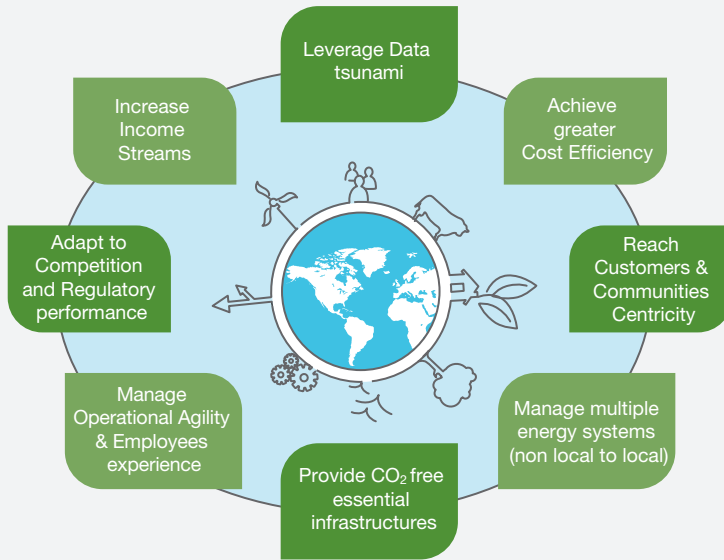 Leverage Data
tsunami
Achieve
greater
Cost Efficiency
Reach
Customers &
Communities
Centricity
Manage multiple
energy systems
(non local to local)
Provide CO₂ free
essential
infrastructures
Manage
Operational Agility
& Employees
experience
Adapt to
Competition
and Regulatory
performance
Increase
Income
Streams